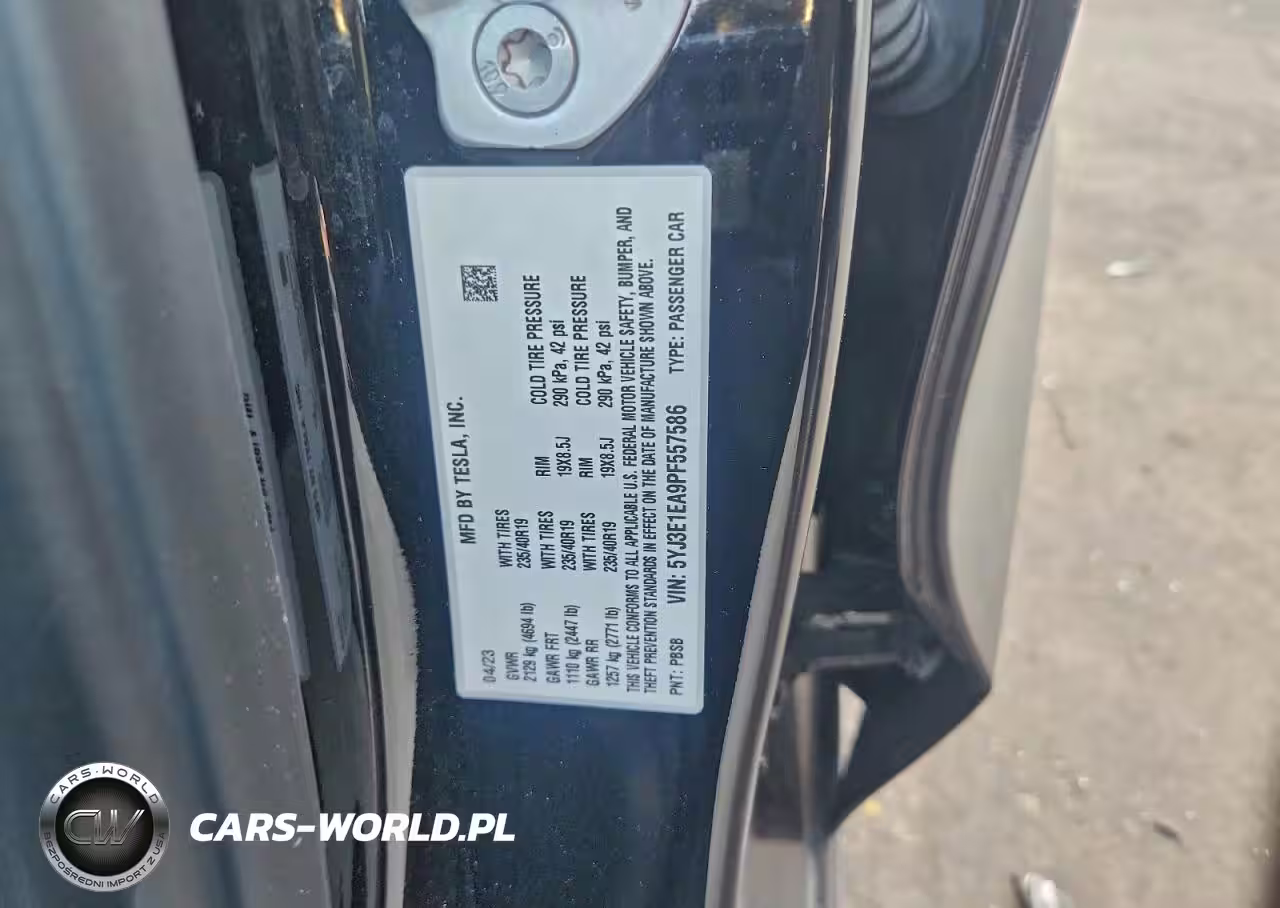 MFD BY TESLA, INC.
04/23
GVWR WITH TIRES
2129 kg (4694 lb) 235/40R19
GAWR FRT WITH TIRES RIM COLD TIRE PRESSURE
1110 kg (2447 lb) 235/40R19 19X8.5J 290 kPa, 42 psi
GAWR RR WITH TIRES RIM COLD TIRE PRESSURE
1257 kg (2771 lb) 235/40R19 19X8.5J 290 kPa, 42 psi
THIS VEHICLE CONFORMS TO ALL APPLICABLE U.S. FEDERAL MOTOR VEHICLE SAFETY, BUMPER, AND
THEFT PREVENTION STANDARDS IN EFFECT ON THE DATE OF MANUFACTURE SHOWN ABOVE.
PNT: PBSB VIN: 5YJ3E1EA9PF557586 TYPE: PASSENGER CAR
CARS-WORLD
CW
BEZPOŚREDNI IMPORT Z USA
CARS-WORLD.PL